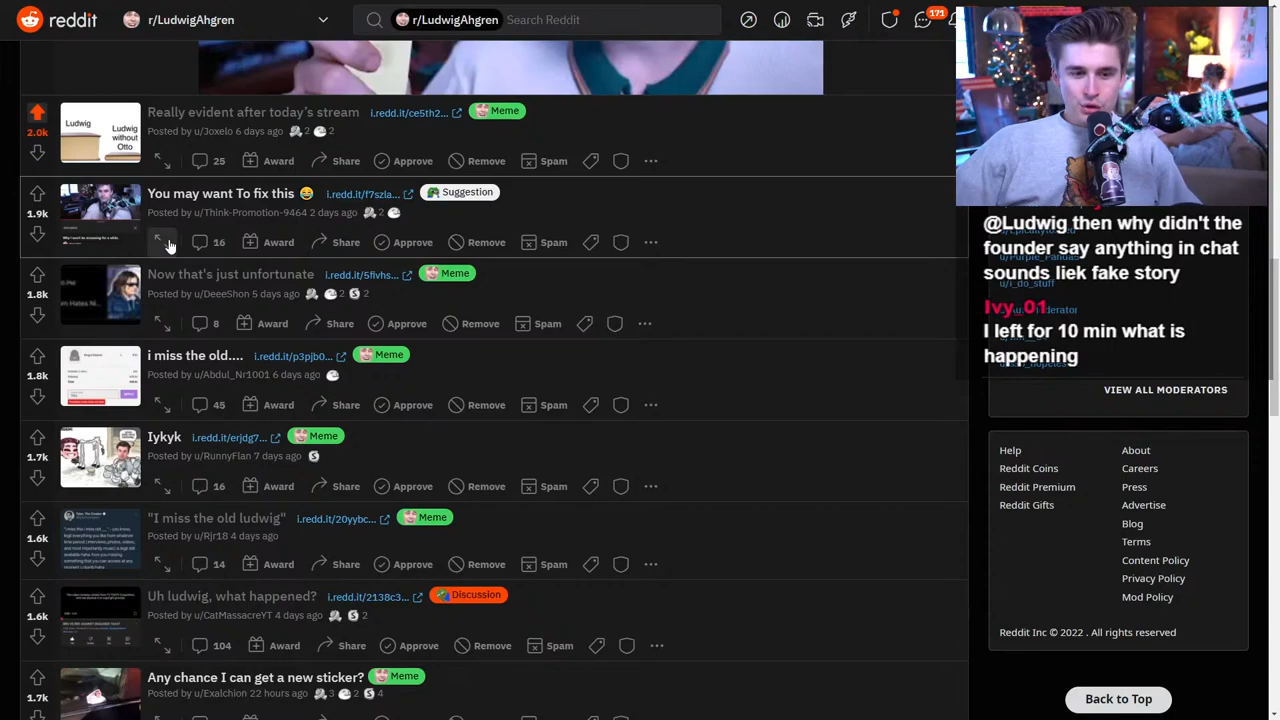 reddit
r/LudwigAhgren
r/LudwigAhgren Search Reddit
171
Really evident after today's stream i.redd.it/ce5th2... Meme
2.0k
Ludwig
Ludwig without Otto
25 Award Share Approve Remove Spam
You may want To fix this 😅 i.redd.it/f7szla... Suggestion
Posted by u/Think-Promotion-9464 2 days ago 2
1.9k
16 Award Share Approve Remove Spam
Now that's just unfortunate i.redd.it/5fivhs... Meme
Posted by u/DeeeShon 5 days ago 2
1.8k
8 Award Share Approve Remove Spam
i miss the old.... i.redd.it/p3pjb0... Meme
Posted by u/Abdul_Nr1001 6 days ago
1.8k
45 Award Share Approve Remove Spam
Iykyk i.redd.it/erjdg7... Meme
Posted by u/RunnyFlan 7 days ago
1.7k
16 Award Share Approve Remove Spam
"I miss the old ludwig" i.redd.it/20yybc... Meme
Posted by u/Rjr18 4 days ago
1.6k
14 Award Share Approve Remove Spam
Uh ludwig, what happened? i.redd.it/2138c3... Discussion
Posted by u/CatMassacreYT 4 days ago 2
1.6k
104 Award Share Approve Remove Spam
Any chance I can get a new sticker? Meme
Posted by u/Exalchion 22 hours ago 3 2 4
1.7k
@Ludwig then why didn't the
founder say anything in chat
sounds liek fake story
Ivy_01
I left for 10 min what is
happening
u/i_do_stuff
VIEW ALL MODERATORS
Help
Reddit Coins
Reddit Premium
Reddit Gifts
About
Careers
Press
Advertise
Blog
Terms
Content Policy
Privacy Policy
Mod Policy
Reddit Inc © 2022 . All rights reserved
Back to Top